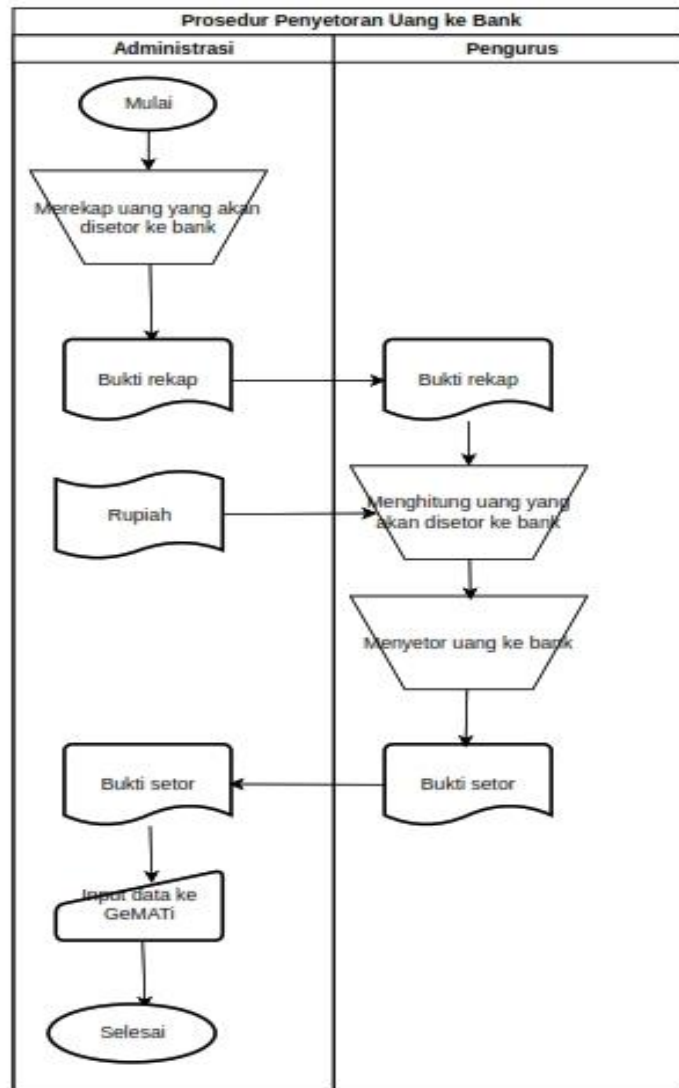 Prosedur Penyetoran Uang ke Bank
Administrasi
Pengurus
Mulai
Merekap uang yang akan
disetor ke bank
Bukti rekap
Bukti rekap
Rupiah
Menghitung uang yang
akan disetor ke bank
Menyetor uang ke bank
Bukti setor
Bukti setor
Input data ke
GeMATi
Selesai